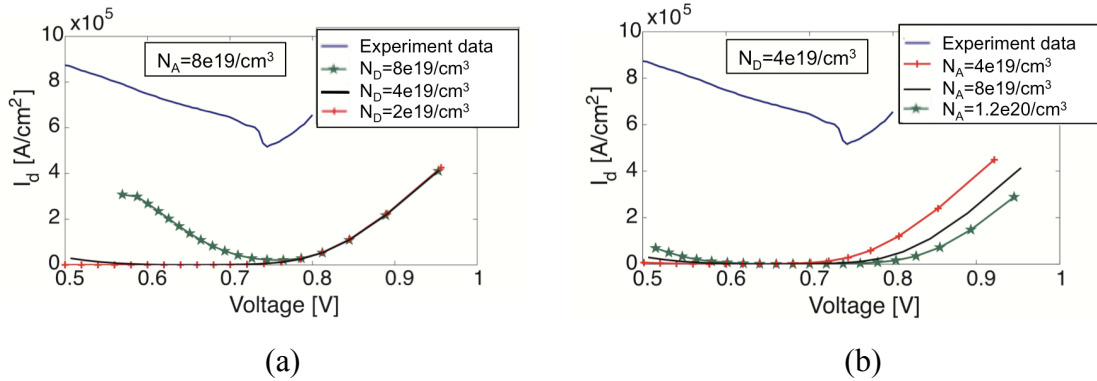 10 x 10⁵
N_A=8e19/cm³
Experiment data
N_D=8e19/cm³
N_D=4e19/cm³
N_D=2e19/cm³
8
6
4
2
0
I_d [A/cm²]
0.5 0.6 0.7 0.8 0.9 1
Voltage [V]
(a)
10 x 10⁵
N_D=4e19/cm³
Experiment data
N_A=4e19/cm³
N_A=8e19/cm³
N_A=1.2e20/cm³
8
6
4
2
0
I_d [A/cm²]
0.5 0.6 0.7 0.8 0.9 1
Voltage [V]
(b)